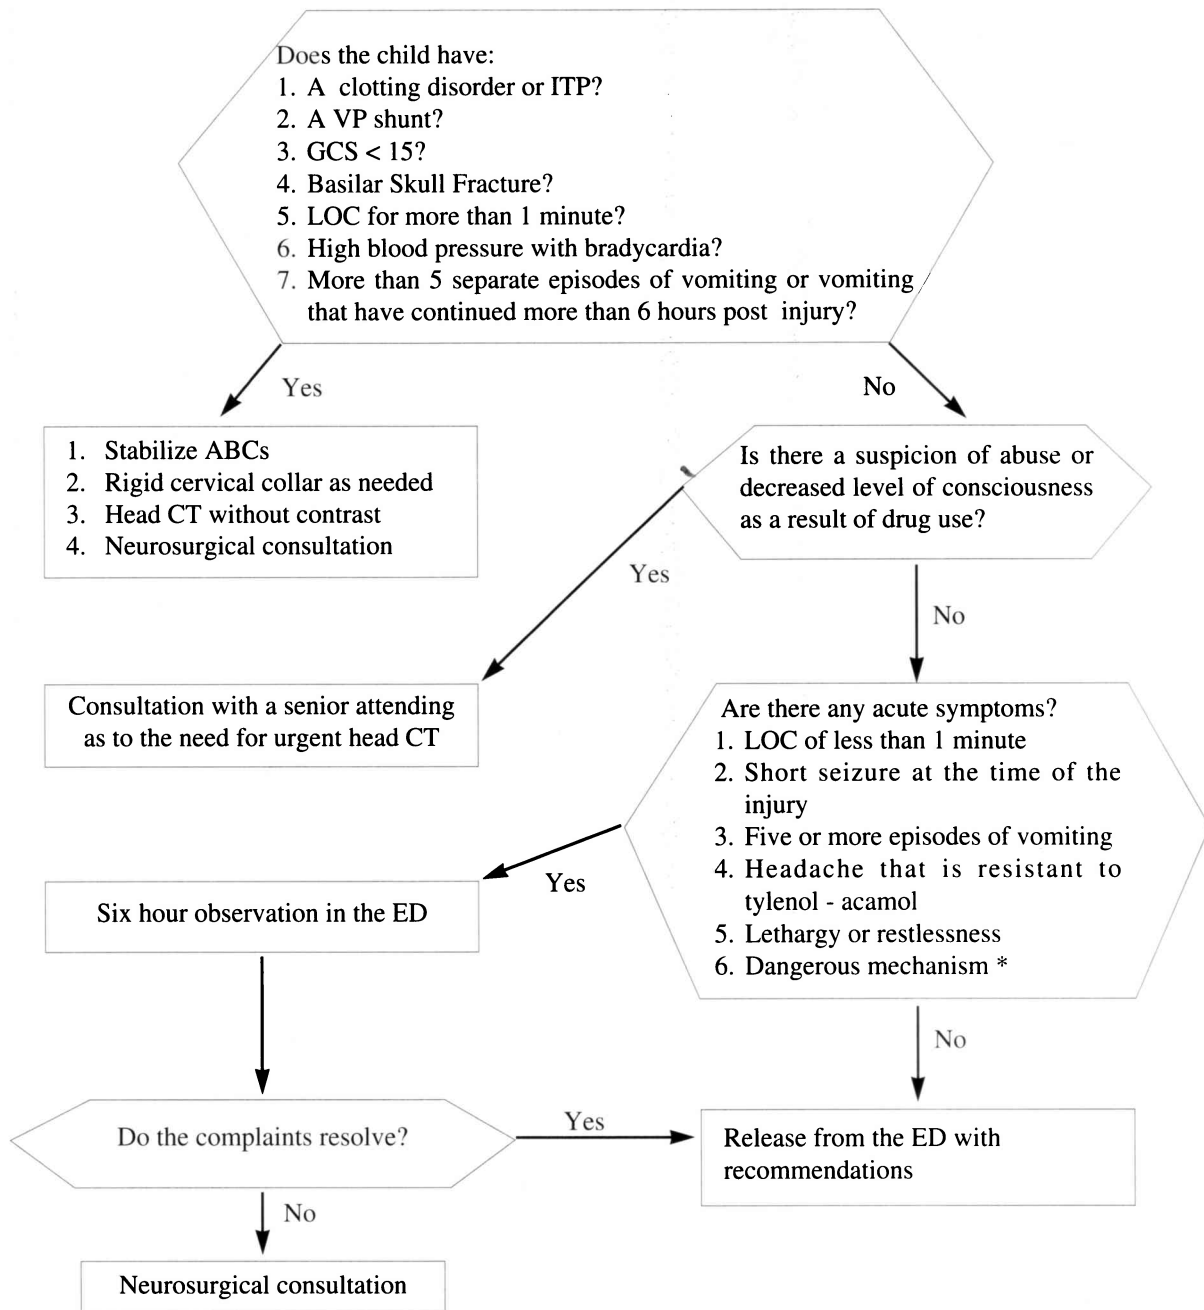 Does the child have:
1. A clotting disorder or ITP?
2. A VP shunt?
3. GCS < 15?
4. Basilar Skull Fracture?
5. LOC for more than 1 minute?
6. High blood pressure with bradycardia?
7. More than 5 separate episodes of vomiting or vomiting
that have continued more than 6 hours post injury?
Yes
No
1. Stabilize ABCs
2. Rigid cervical collar as needed
3. Head CT without contrast
4. Neurosurgical consultation
Is there a suspicion of abuse or
decreased level of consciousness
as a result of drug use?
Yes
No
Consultation with a senior attending
as to the need for urgent head CT
Are there any acute symptoms?
1. LOC of less than 1 minute
2. Short seizure at the time of the
injury
3. Five or more episodes of vomiting
4. Headache that is resistant to
tylenol - acamol
5. Lethargy or restlessness
6. Dangerous mechanism *
Yes
Six hour observation in the ED
No
Do the complaints resolve?
Yes
Release from the ED with
recommendations
No
Neurosurgical consultation